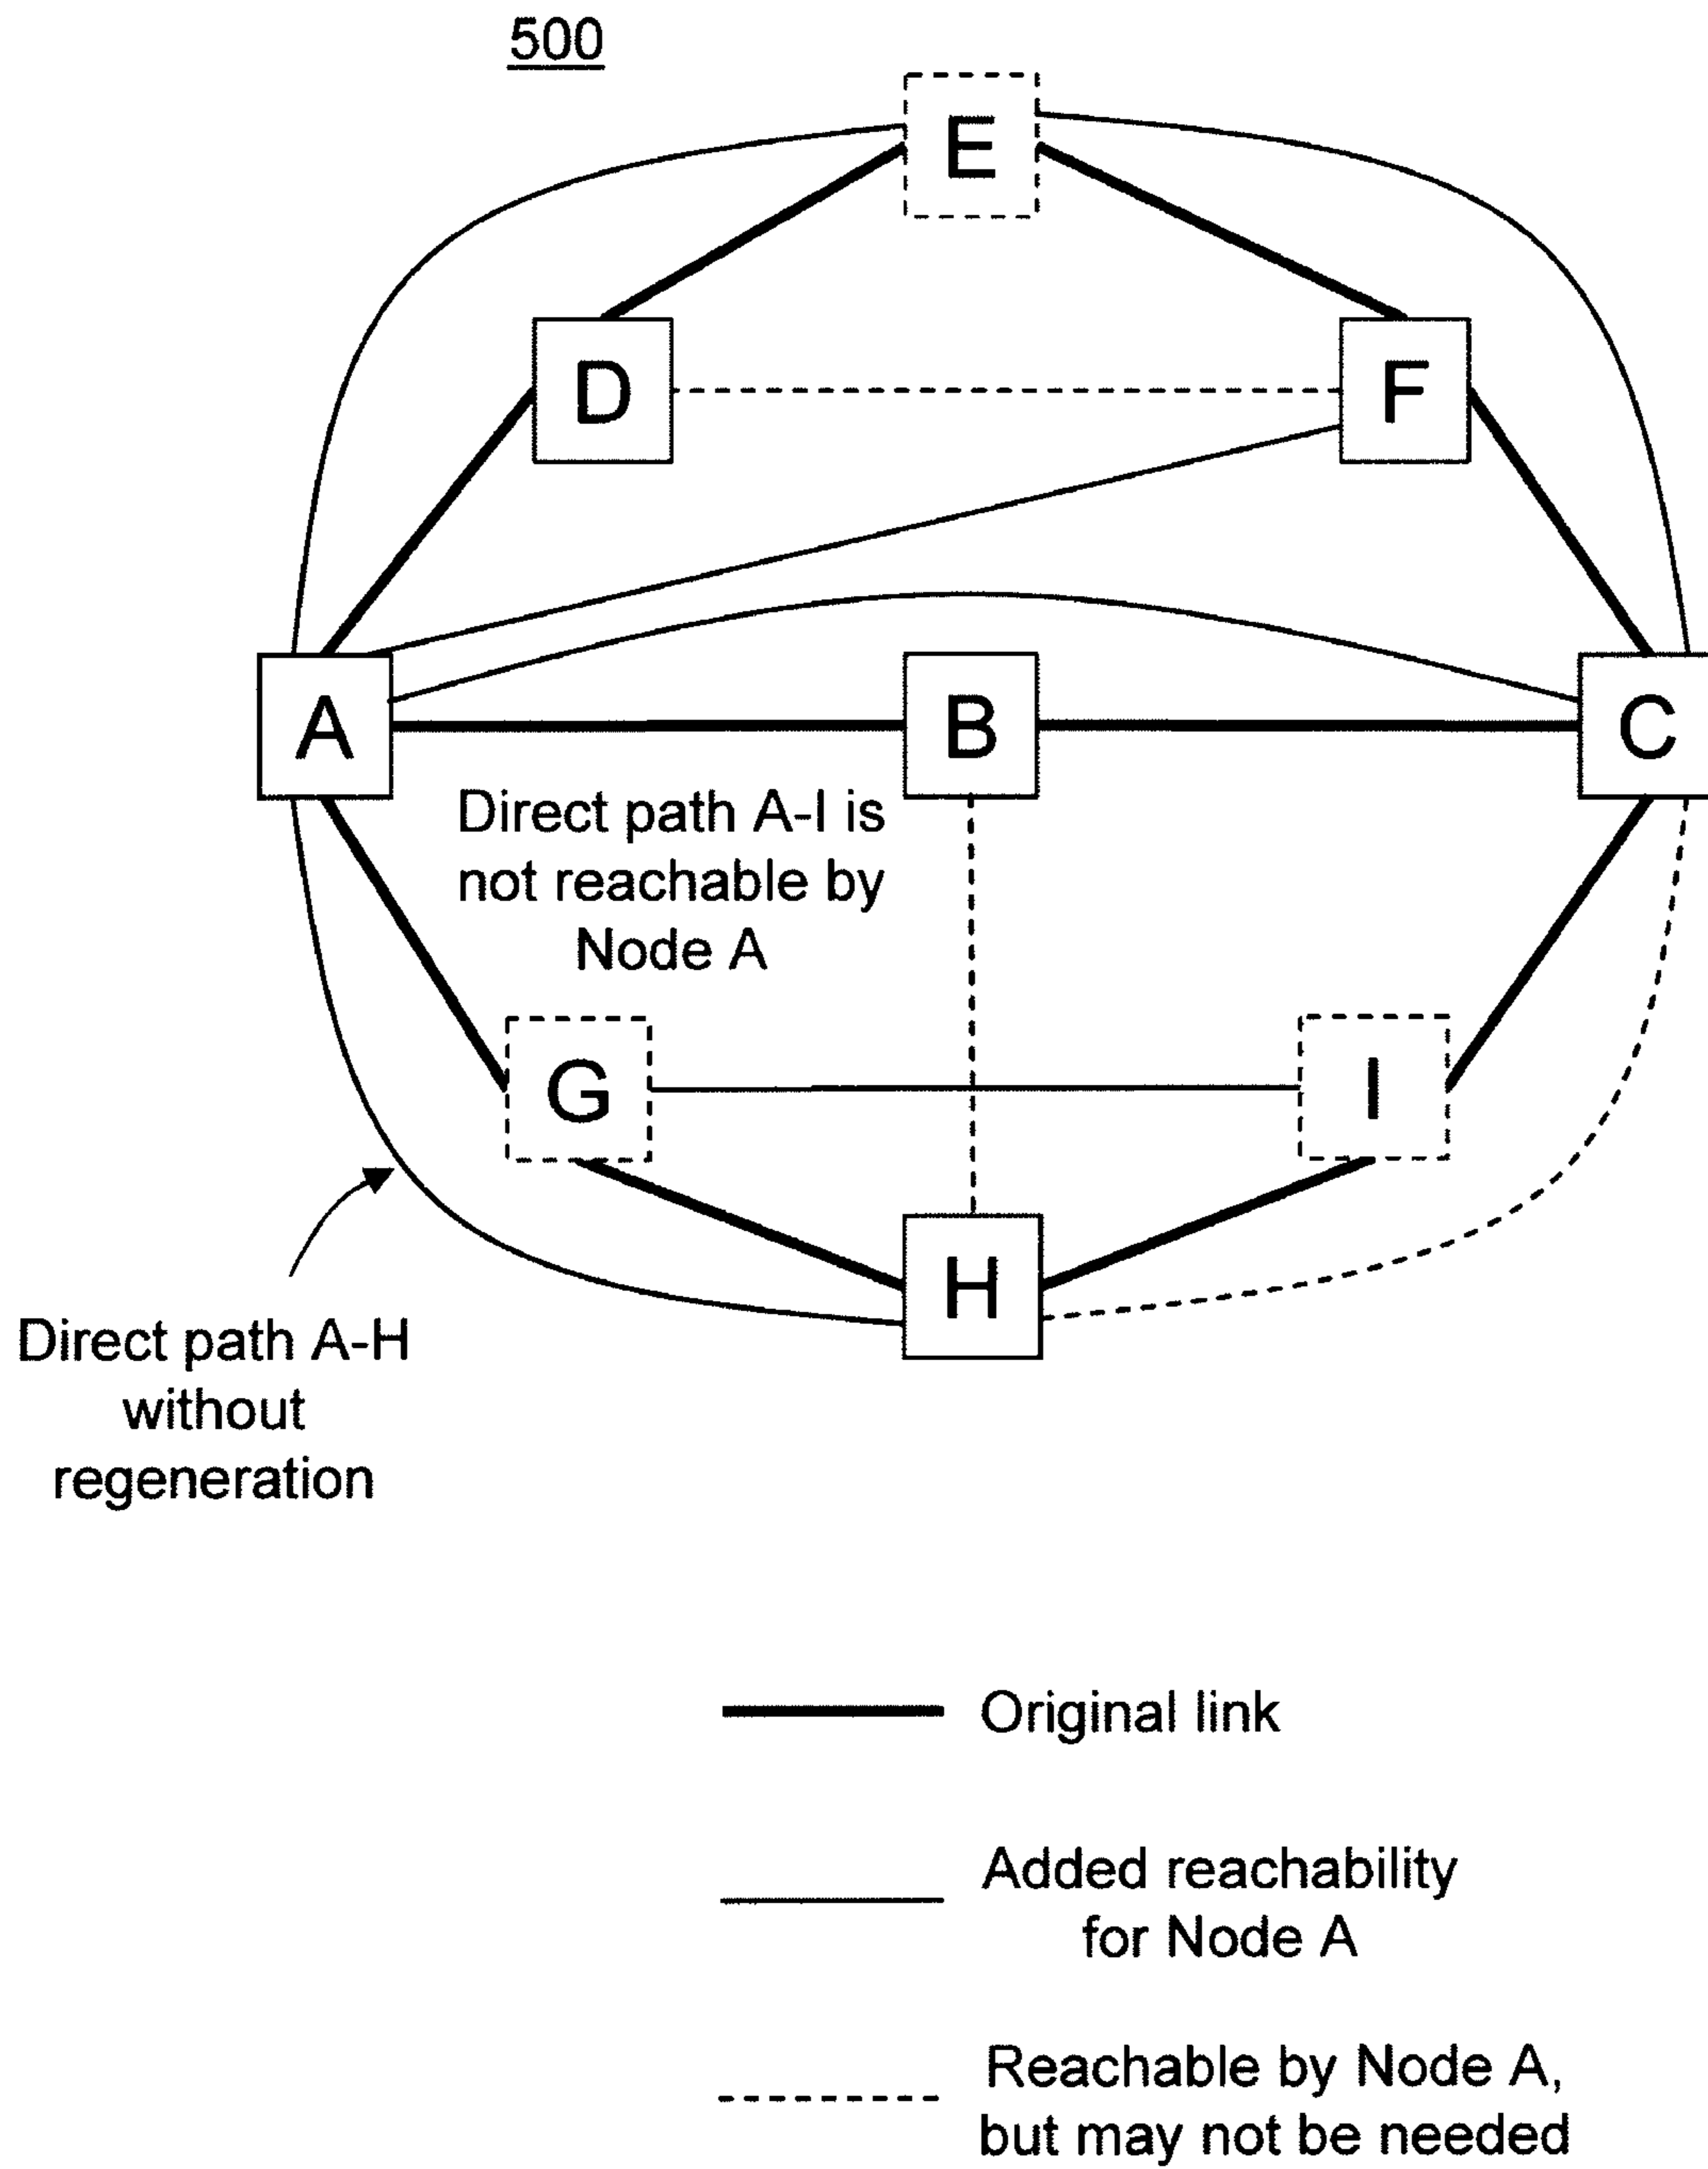 500
E
D
F
A
B
C
Direct path A-I is
not reachable by
Node A
G
I
H
Direct path A-H
without
regeneration
Original link
Added reachability
for Node A
Reachable by Node A,
but may not be needed